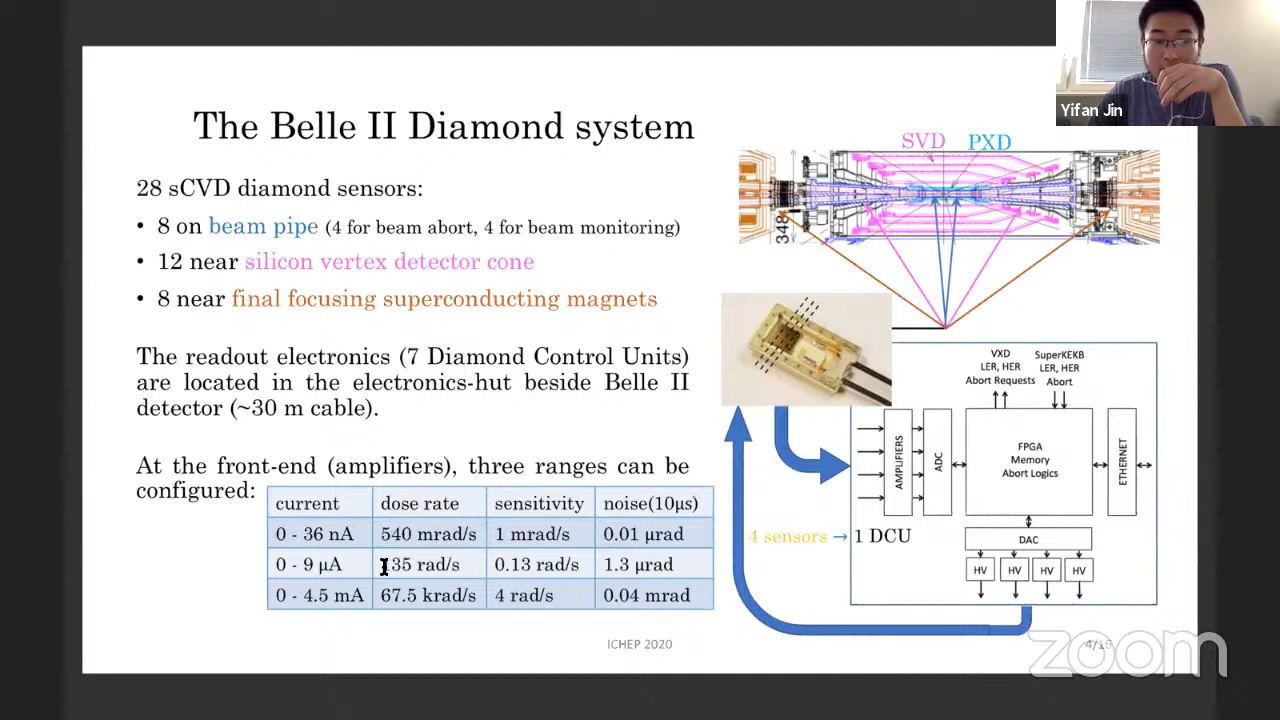 Yifan Jin
The Belle II Diamond system
28 sCVD diamond sensors:
• 8 on beam pipe (4 for beam abort, 4 for beam monitoring)
• 12 near silicon vertex detector cone
• 8 near final focusing superconducting magnets
The readout electronics (7 Diamond Control Units)
are located in the electronics-hut beside Belle II
detector (~30 m cable).
At the front-end (amplifiers), three ranges can be
configured:
current dose rate sensitivity noise(10µs)
0 - 36 nA 540 mrad/s 1 mrad/s 0.01 µrad
0 - 9 µA 135 rad/s 0.13 rad/s 1.3 µrad
0 - 4.5 mA 67.5 krad/s 4 rad/s 0.04 mrad
SVD PXD
348
VXD
LER, HER
Abort Requests
SuperKEKB
LER, HER
Abort
AMPLIFIERS
ADC
FPGA
Memory
Abort Logics
ETHERNET
DAC
HV HV HV HV
4 sensors → 1 DCU
ICHEP 2020
4/16
zoom